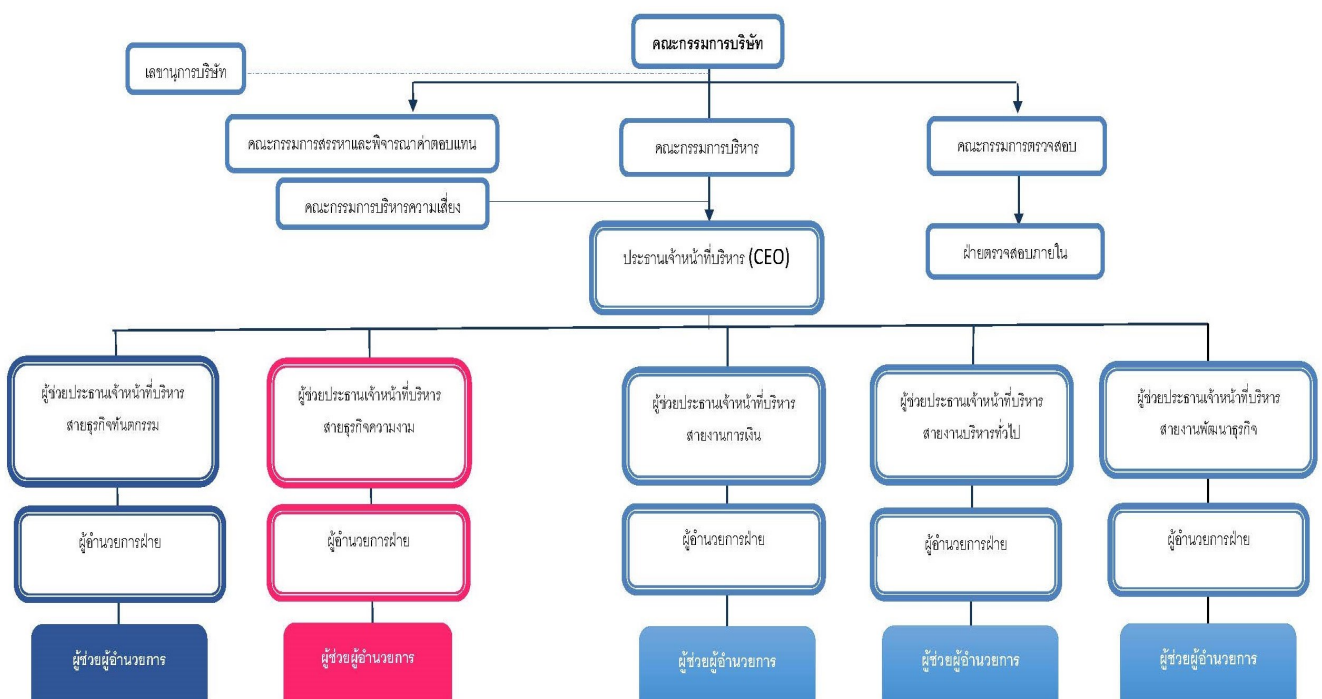 คณะกรรมการบริษัท
เลขานุการบริษัท
คณะกรรมการสรรหาและพิจารณาค่าตอบแทน
คณะกรรมการบริหาร
คณะกรรมการตรวจสอบ
คณะกรรมการบริหารความเสี่ยง
ประธานเจ้าหน้าที่บริหาร (CEO)
ฝ่ายตรวจสอบภายใน
ผู้ช่วยประธานเจ้าหน้าที่บริหาร
สายธุรกิจทันตกรรม
ผู้ช่วยประธานเจ้าหน้าที่บริหาร
สายธุรกิจความงาม
ผู้ช่วยประธานเจ้าหน้าที่บริหาร
สายงานการเงิน
ผู้ช่วยประธานเจ้าหน้าที่บริหาร
สายงานบริหารทั่วไป
ผู้ช่วยประธานเจ้าหน้าที่บริหาร
สายงานพัฒนาธุรกิจ
ผู้อำนวยการฝ่าย
ผู้อำนวยการฝ่าย
ผู้อำนวยการฝ่าย
ผู้อำนวยการฝ่าย
ผู้อำนวยการฝ่าย
ผู้ช่วยผู้อำนวยการ
ผู้ช่วยผู้อำนวยการ
ผู้ช่วยผู้อำนวยการ
ผู้ช่วยผู้อำนวยการ
ผู้ช่วยผู้อำนวยการ